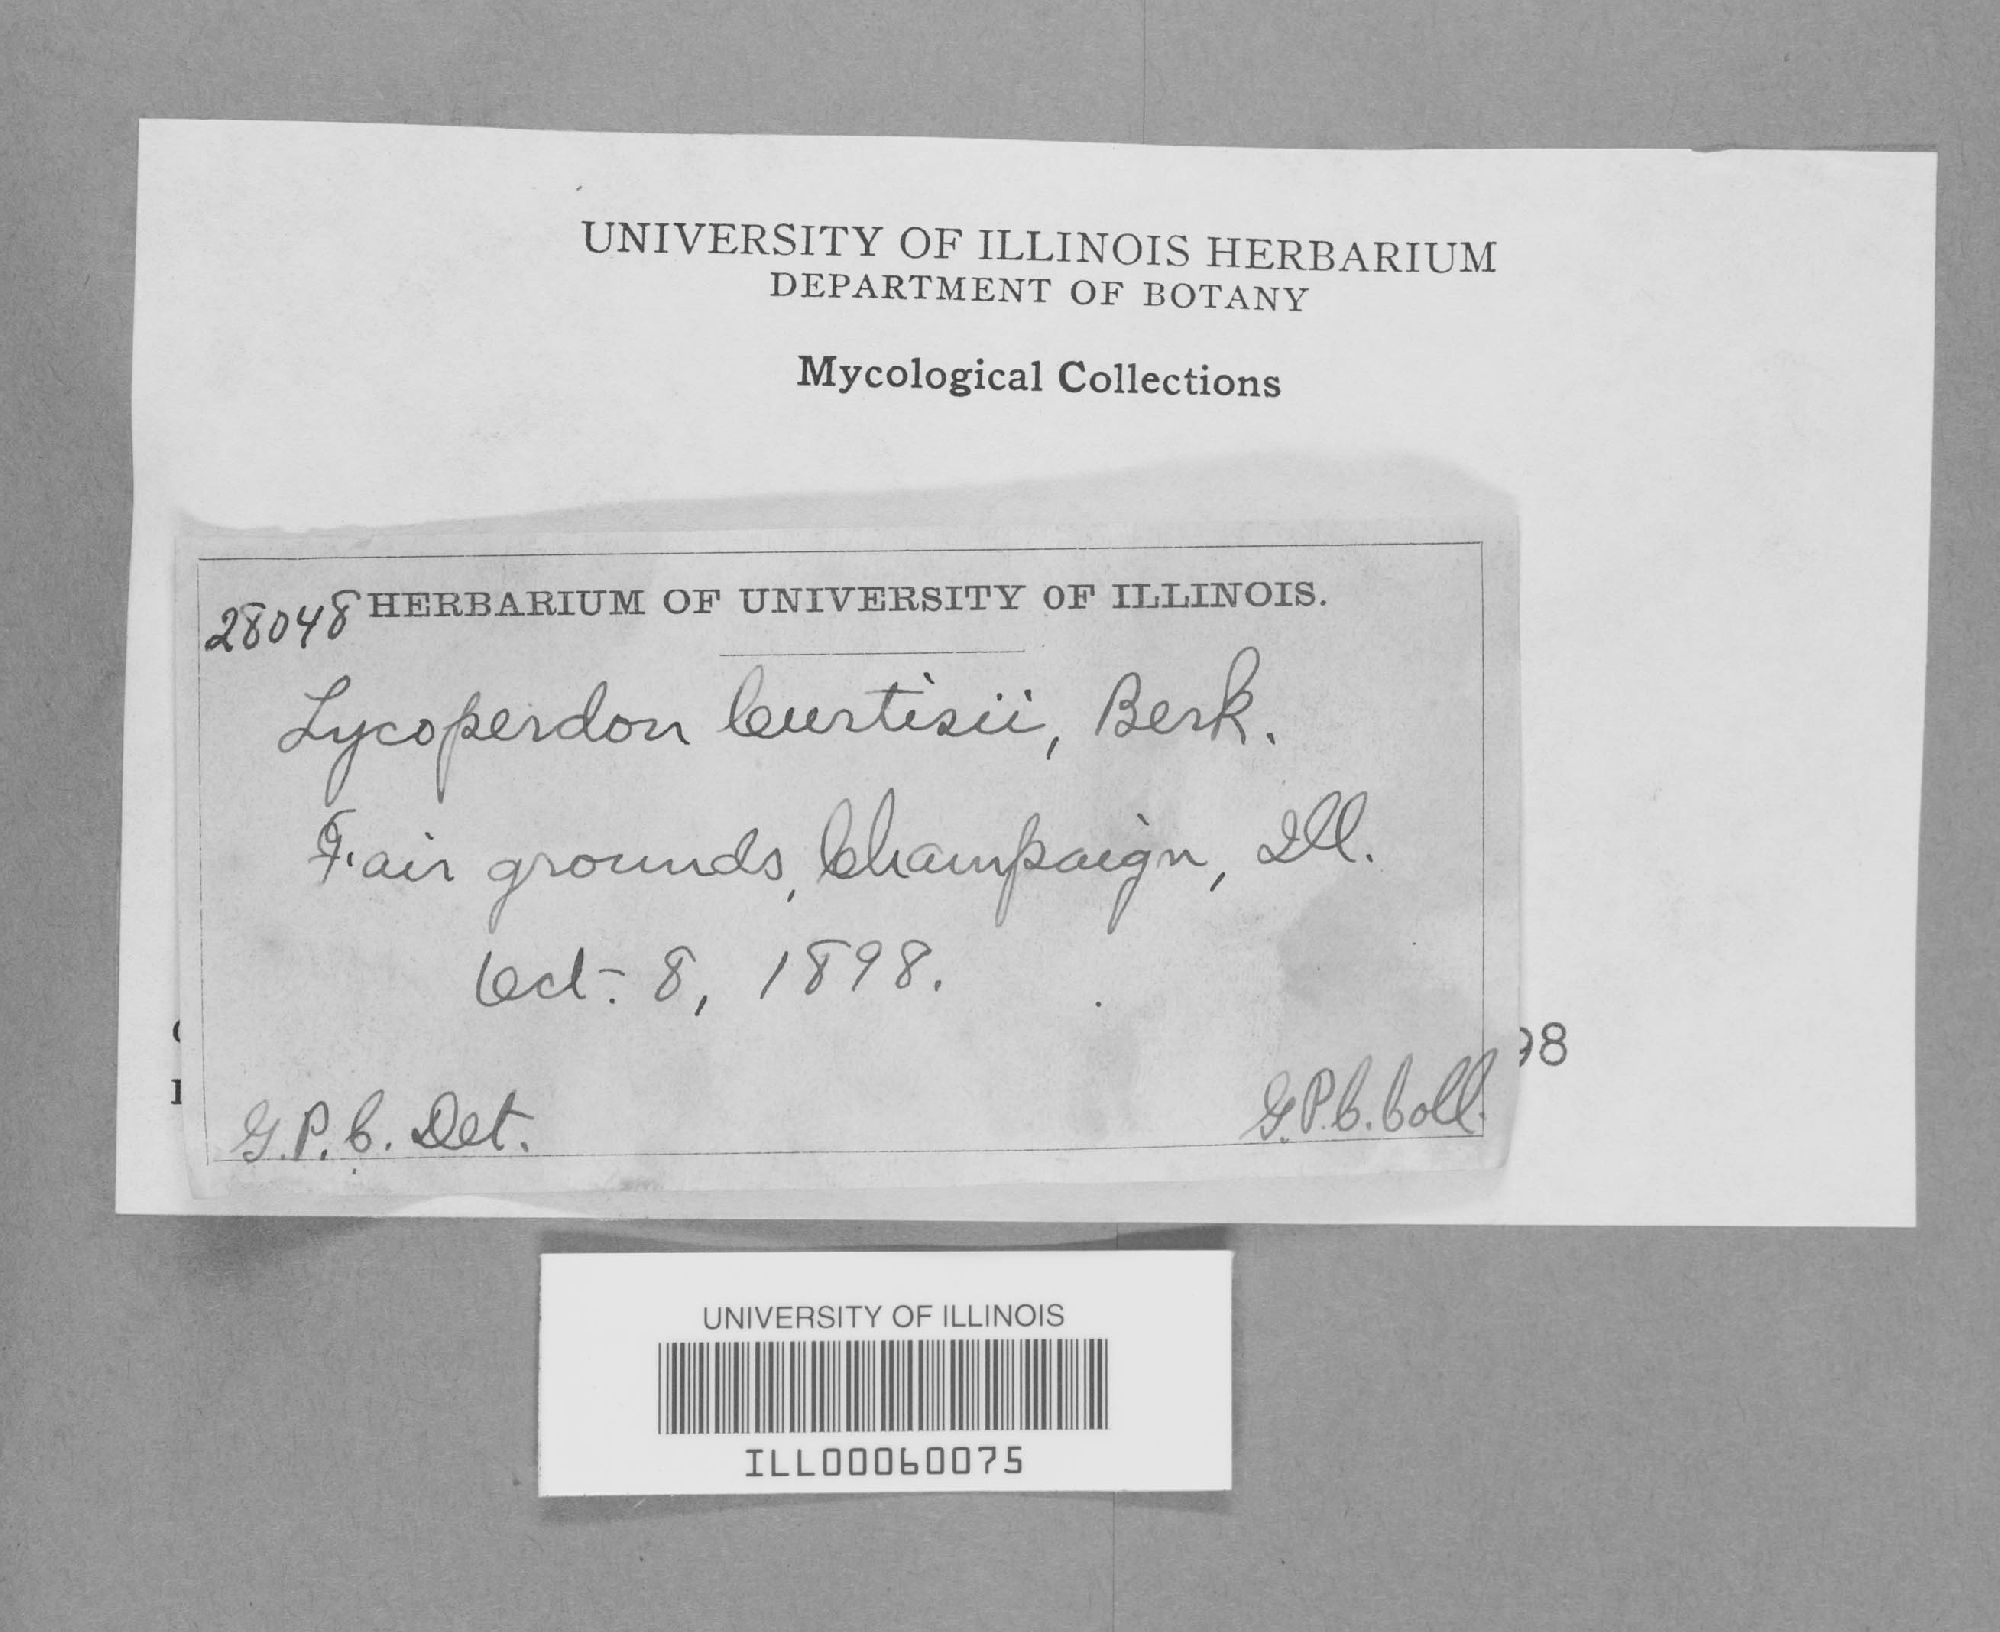 UNIVERSITY OF ILLINOIS HERBARIUM
DEPARTMENT OF BOTANY
Mycological Collections
28048 HERBARIUM OF UNIVERSITY OF ILLINOIS.
Lycoperdon Curtisii, Berk.
Fair grounds, Champaign, Ill.
Oct. 8, 1898.
98
G.P.C. Det.
G.P.C. Coll.
UNIVERSITY OF ILLINOIS
ILL00060075